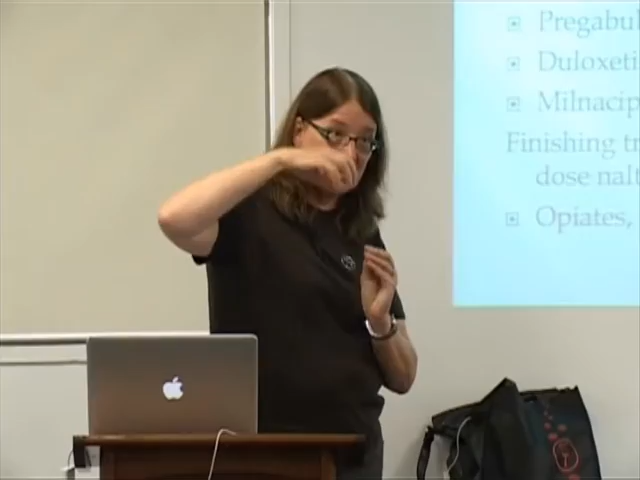 Pregabul
Duloxeti
Milnacip
Finishing tr
dose nalt
Opiates,